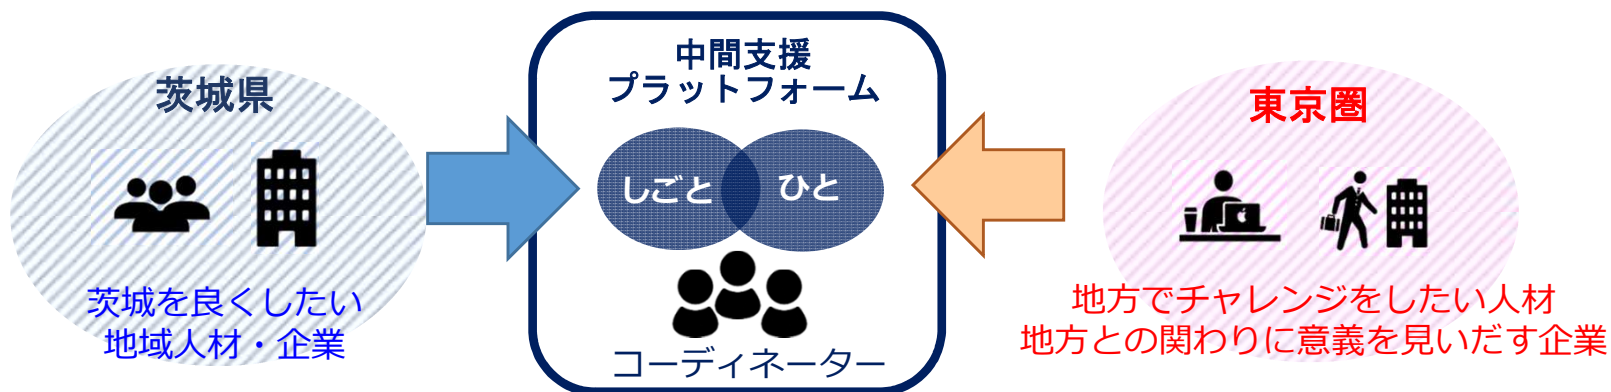 茨城県
茨城を良くしたい
地域人材・企業
中間支援
プラットフォーム
しごと
ひと
コーディネーター
東京圏
地方でチャレンジをしたい人材
地方との関わりに意義を見いだす企業